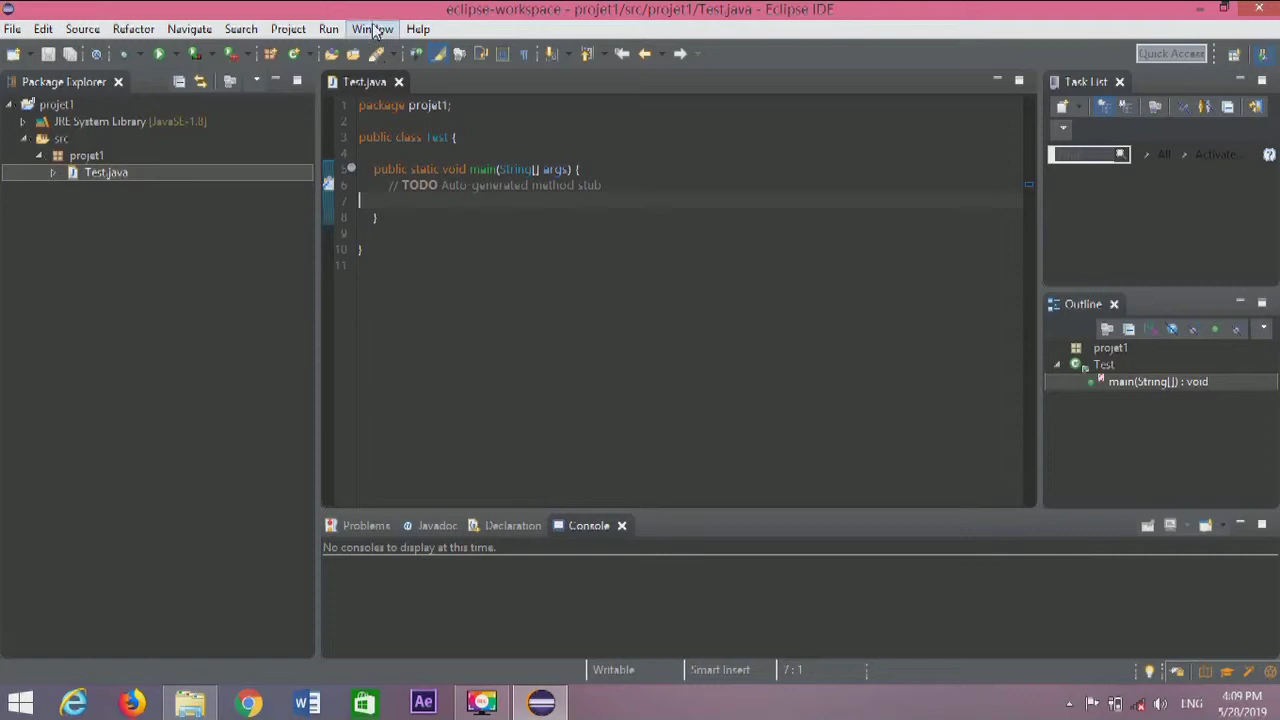 eclipse-workspace - projet1/src/projet1/Test.java - Eclipse IDE
File Edit Source Refactor Navigate Search Project Run Window Help
Quick Access
Package Explorer
projet1
JRE System Library [JavaSE-1.8]
src
projet1
Test.java
Test.java
1 package projet1;
2
3 public class Test {
4
5 public static void main(String[] args) {
6 // TODO Auto-generated method stub
7
8 }
9
10 }
11
Task List
All
Activate...
Outline
projet1
Test
main(String[]) : void
Problems
Javadoc
Declaration
Console
No consoles to display at this time.
Writable
Smart Insert
7 : 1
W
Ae
ENG
4:09 PM
5/28/2019